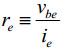 r_e ≡ v_be / i_e